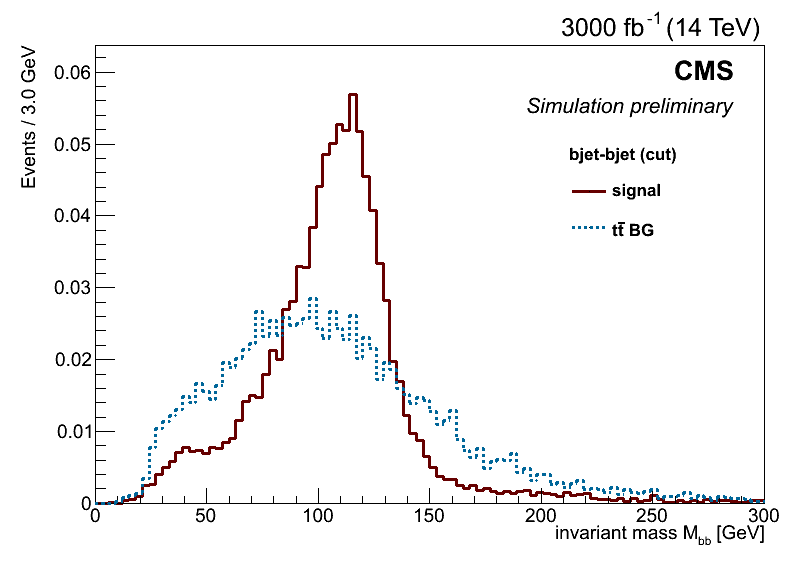 3000 fb-1 (14 TeV)
CMS
Simulation preliminary
bjet-bjet (cut)
signal
tt̄ BG
Events / 3.0 GeV
0.06
0.05
0.04
0.03
0.02
0.01
0
0 50 100 150 200 250 300
invariant mass Mbb [GeV]